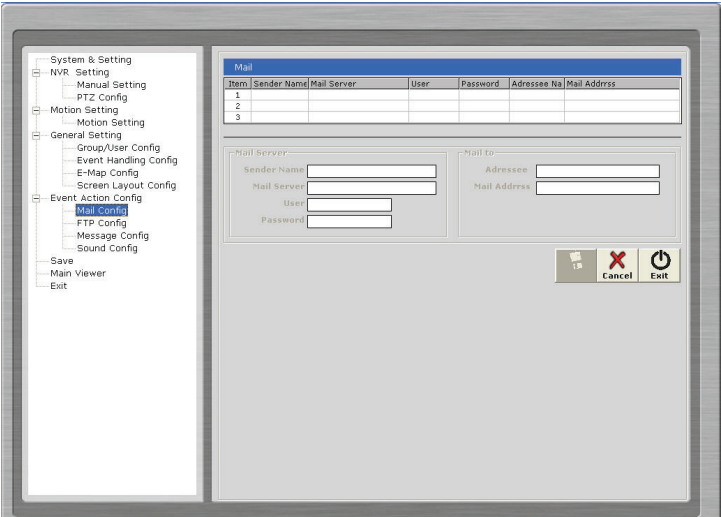 System & Setting
NVR Setting
Manual Setting
PTZ Config
Motion Setting
Motion Setting
General Setting
Group/User Config
Event Handling Config
E-Map Config
Screen Layout Config
Event Action Config
Mail Config
FTP Config
Message Config
Sound Config
Save
Main Viewer
Exit
Mail
Item Sender Name Mail Server User Password Adressee Na Mail Addrrss
1
2
3
Mail Server
Sender Name
Mail Server
User
Password
Mail to
Adressee
Mail Addrrss
Cancel
Exit